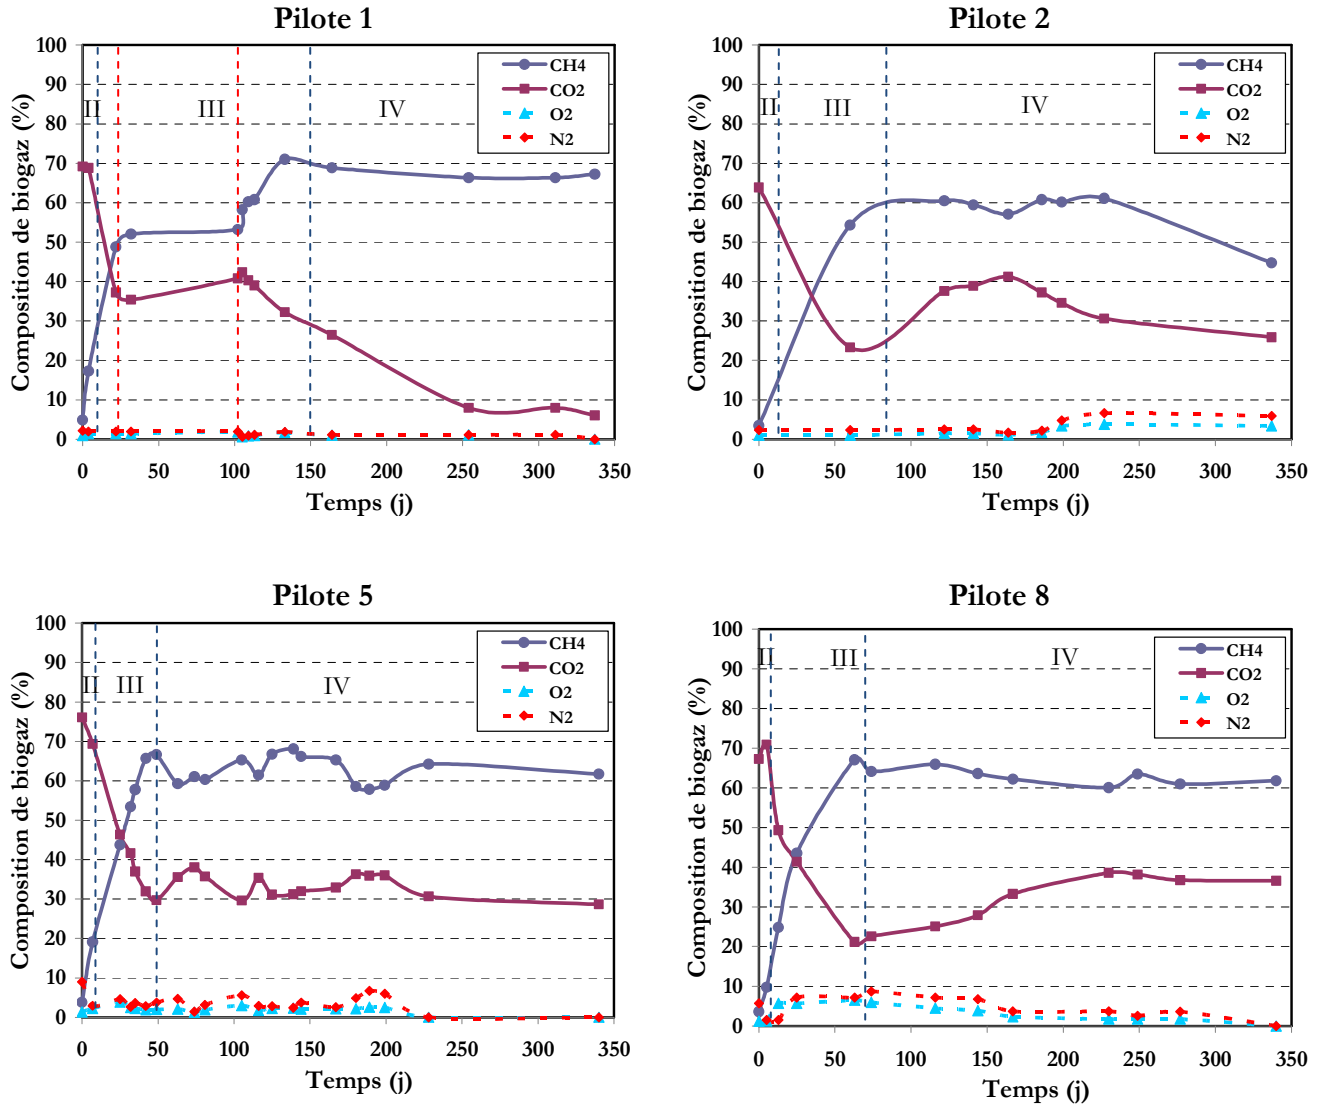 Pilote 1
Composition de biogaz (%)
100
90
80
70
60
50
40
30
20
10
0
II
III
IV
CH4
CO2
O2
N2
0
50
100
150
200
250
300
350
Temps (j)
Pilote 2
Composition de biogaz (%)
100
90
80
70
60
50
40
30
20
10
0
II
III
IV
CH4
CO2
O2
N2
0
50
100
150
200
250
300
350
Temps (j)
Pilote 5
Composition de biogaz (%)
100
90
80
70
60
50
40
30
20
10
0
II
III
IV
CH4
CO2
O2
N2
0
50
100
150
200
250
300
350
Temps (j)
Pilote 8
Composition de biogaz (%)
100
90
80
70
60
50
40
30
20
10
0
II
III
IV
CH4
CO2
O2
N2
0
50
100
150
200
250
300
350
Temps (j)